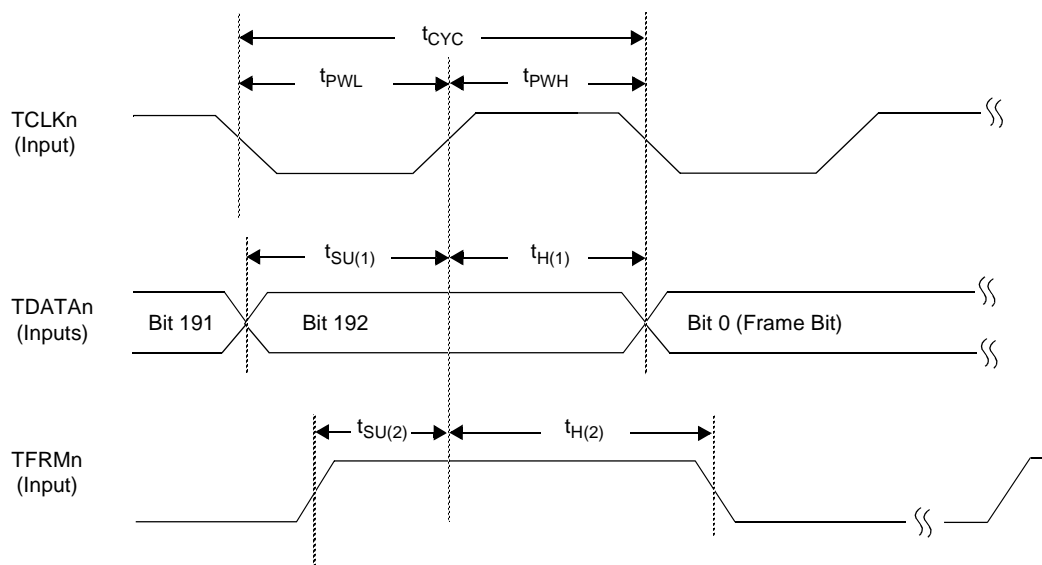 tCYC
tPWL tPWH
TCLKn
(Input)
tSU(1) tH(1)
TDATAn
(Inputs)
Bit 191 Bit 192 Bit 0 (Frame Bit)
tSU(2) tH(2)
TFRMn
(Input)